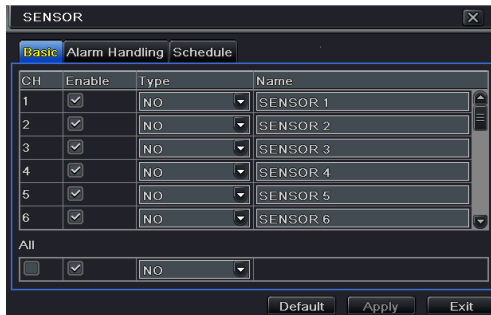 SENSOR
Basic Alarm Handling Schedule
CH Enable Type Name
1 NO SENSOR 1
2 NO SENSOR 2
3 NO SENSOR 3
4 NO SENSOR 4
5 NO SENSOR 5
6 NO SENSOR 6
All
NO
Default Apply Exit